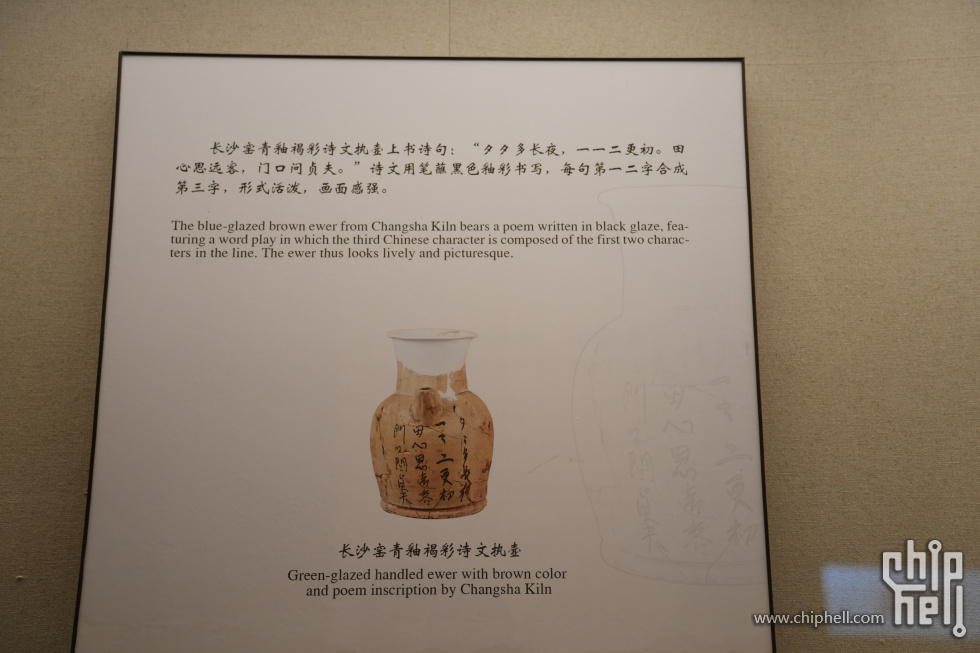 长沙窑青釉褐彩诗文执壶上书诗句：“夕夕多长夜，一一二更初。田
心思远客，门口问贞夫。”诗文用笔蘸黑色釉彩书写，每句第一二字合成
第三字，形式活泼，画面感强。
The blue-glazed brown ewer from Changsha Kiln bears a poem written in black glaze, fea-
turing a word play in which the third Chinese character is composed of the first two charac-
ters in the line. The ewer thus looks lively and picturesque.
长沙窑青釉褐彩诗文执壶
Green-glazed handled ewer with brown color
and poem inscription by Changsha Kiln
www.chiphell.com
chip
hell